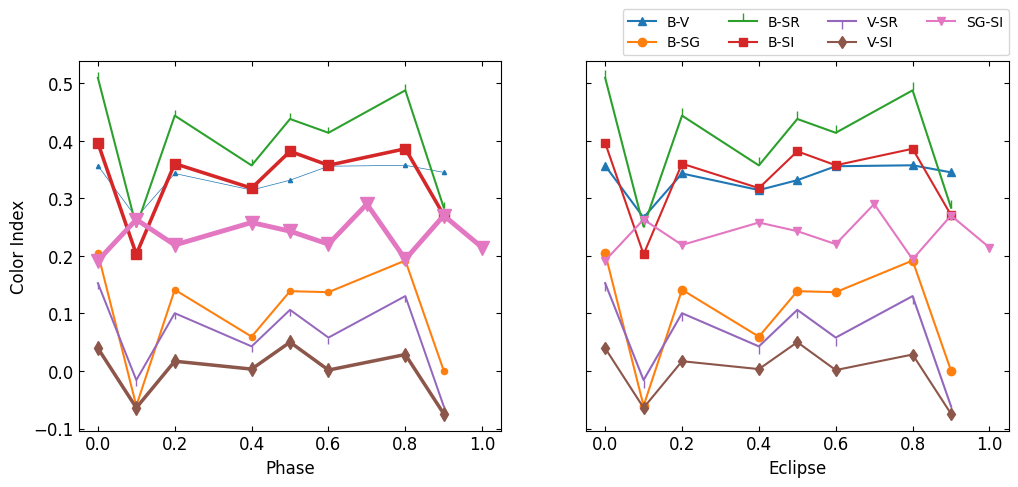 B-V B-SR V-SR SG-SI
B-SG B-SI V-SI
0.5
0.4
0.3
0.2
0.1
0.0
−0.1
Color Index
0.0 0.2 0.4 0.6 0.8 1.0
Phase
0.0 0.2 0.4 0.6 0.8 1.0
Eclipse